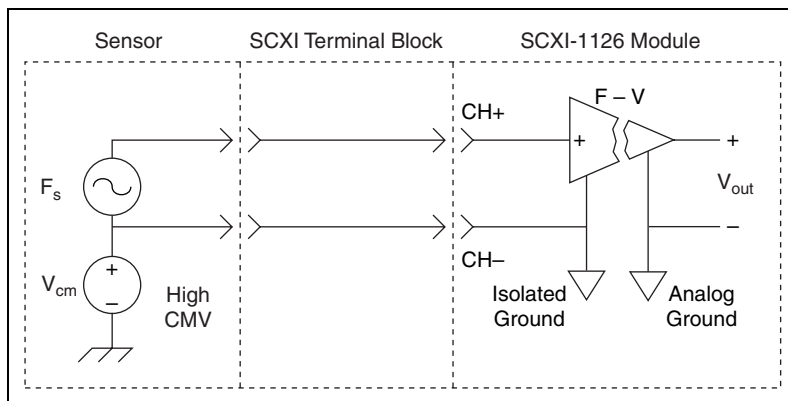 Sensor
SCXI Terminal Block
SCXI-1126 Module
F – V
CH+
+
+
Fs
Vout
–
CH–
Vcm
+
–
High
CMV
Isolated
Ground
Analog
Ground